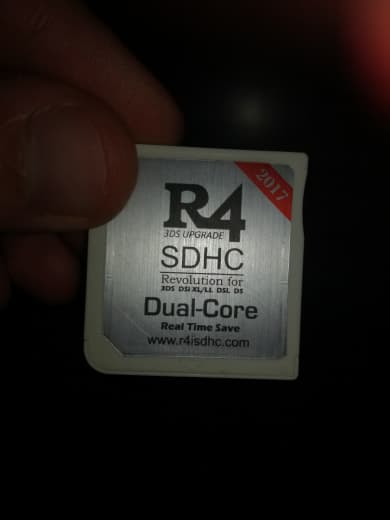 2017
R4
3DS UPGRADE
SDHC
Revolution for
3DS DSi XL/LL DSL DS
Dual-Core
Real Time Save
www.r4isdhc.com